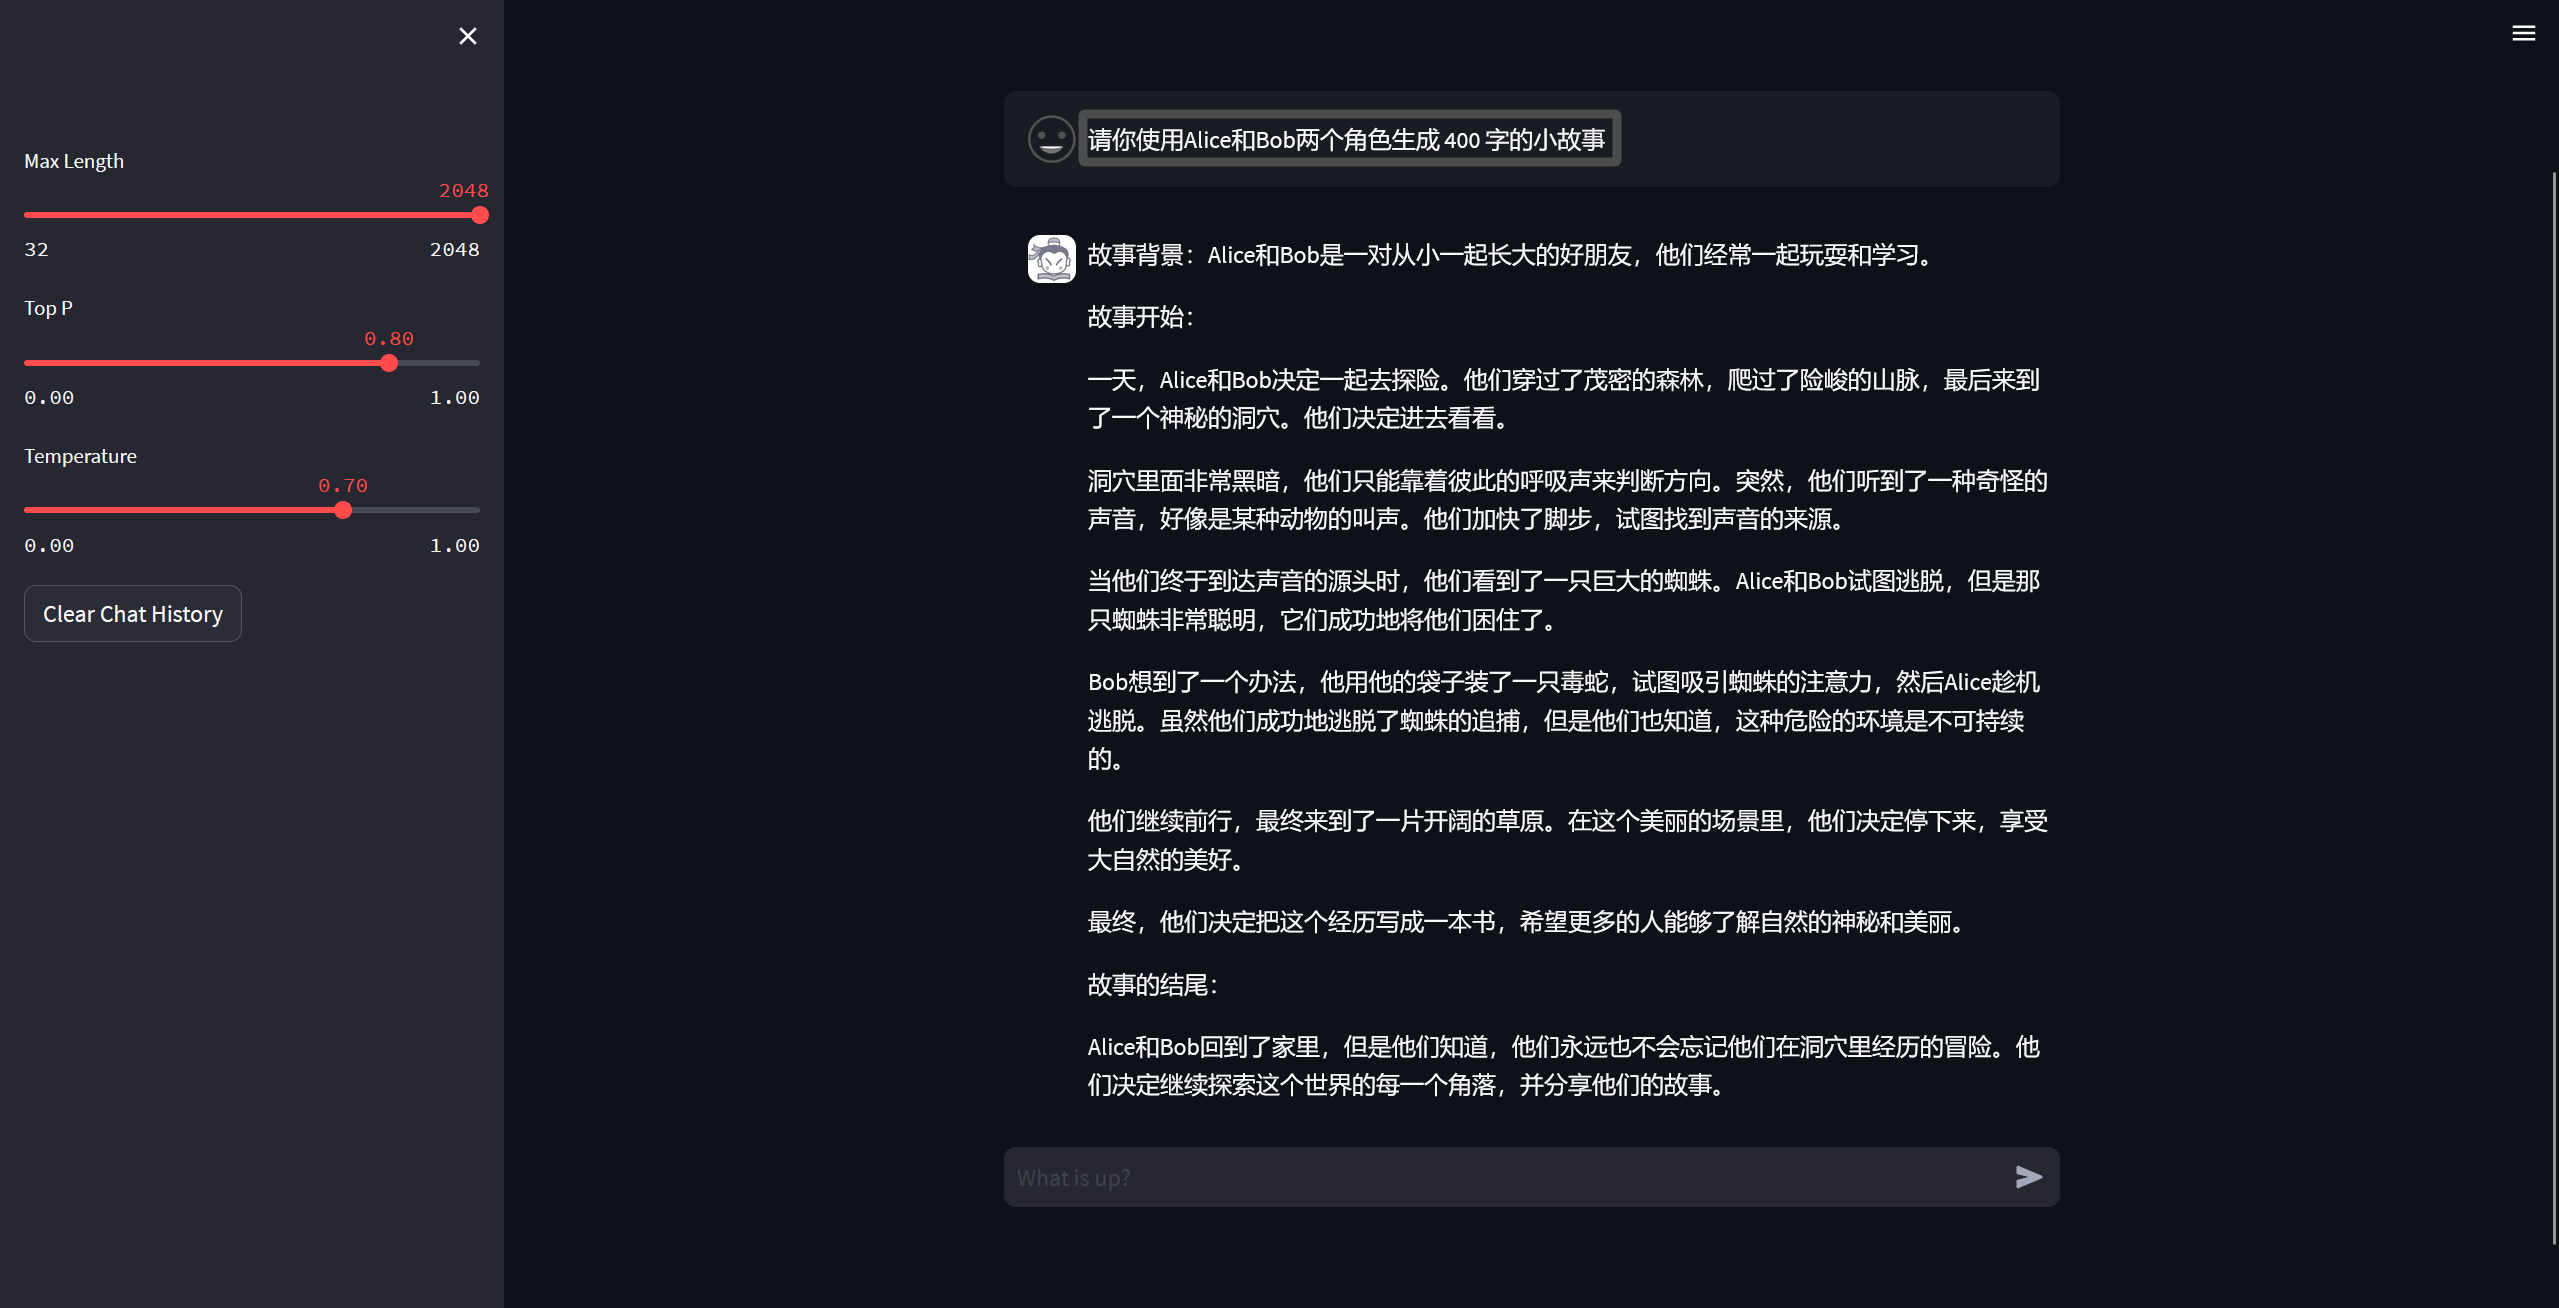 Max Length
2048
32
2048
Top P
0.80
0.00
1.00
Temperature
0.70
0.00
1.00
Clear Chat History
请你使用Alice和Bob两个角色生成 400 字的小故事
故事背景：Alice和Bob是一对从小一起长大的好朋友，他们经常一起玩耍和学习。
故事开始：
一天，Alice和Bob决定一起去探险。他们穿过了茂密的森林，爬过了险峻的山脉，最后来到
了一个神秘的洞穴。他们决定进去看看。
洞穴里面非常黑暗，他们只能靠着彼此的呼吸声来判断方向。突然，他们听到了一种奇怪的
声音，好像是某种动物的叫声。他们加快了脚步，试图找到声音的来源。
当他们终于到达声音的源头时，他们看到了一只巨大的蜘蛛。Alice和Bob试图逃脱，但是那
只蜘蛛非常聪明，它们成功地将他们困住了。
Bob想到了一个办法，他用他的袋子装了一只毒蛇，试图吸引蜘蛛的注意力，然后Alice趁机
逃脱。虽然他们成功地逃脱了蜘蛛的追捕，但是他们也知道，这种危险的环境是不可持续
的。
他们继续前行，最终来到了一片开阔的草原。在这个美丽的场景里，他们决定停下来，享受
大自然的美好。
最终，他们决定把这个经历写成一本书，希望更多的人能够了解自然的神秘和美丽。
故事的结尾：
Alice和Bob回到了家里，但是他们知道，他们永远也不会忘记他们在洞穴里经历的冒险。他
们决定继续探索这个世界的每一个角落，并分享他们的故事。
What is up?